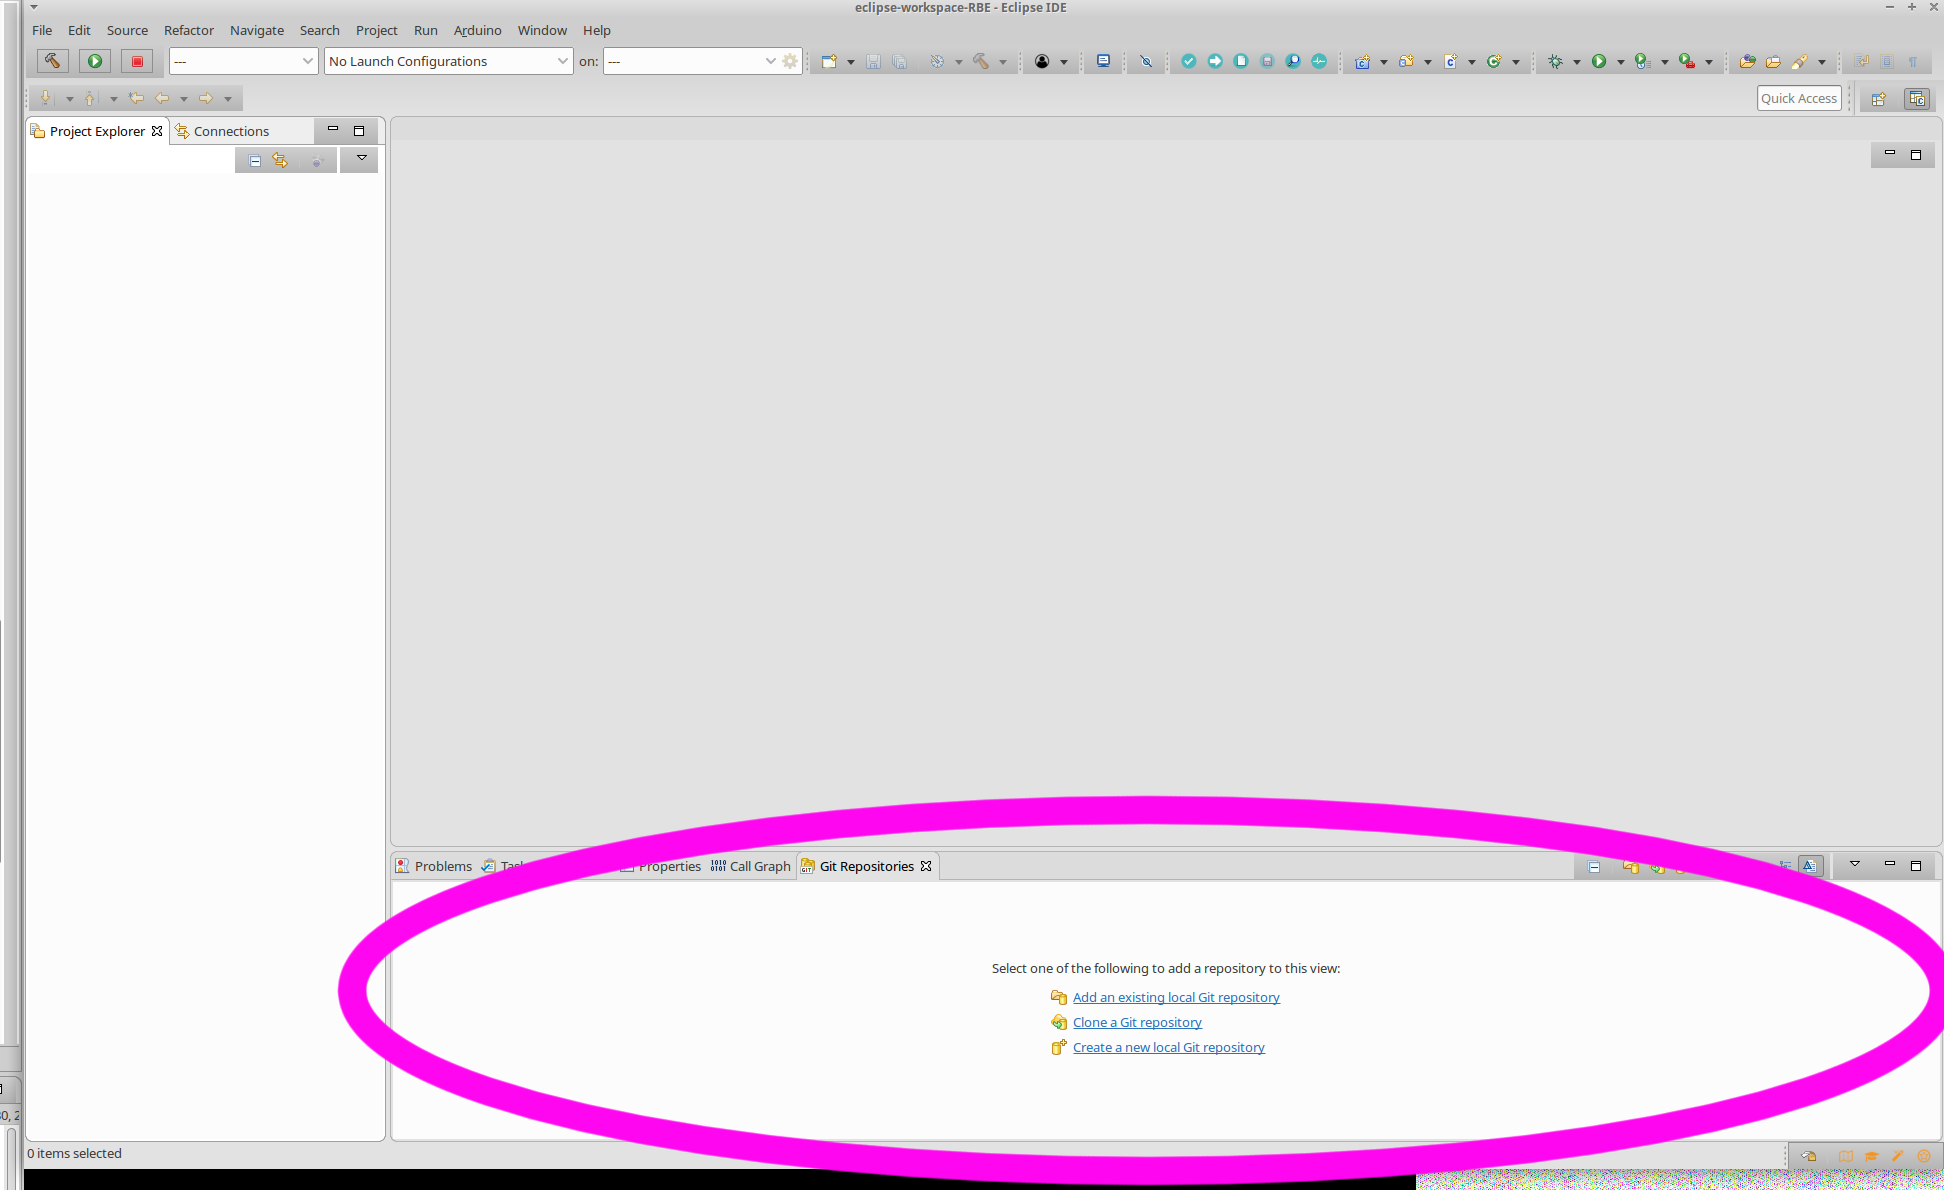 eclipse-workspace-RBE - Eclipse IDE
File Edit Source Refactor Navigate Search Project Run Arduino Window Help
--- No Launch Configurations on: ---
Quick Access
Project Explorer Connections
Problems Properties Call Graph Git Repositories
Select one of the following to add a repository to this view:
Add an existing local Git repository
Clone a Git repository
Create a new local Git repository
0 items selected